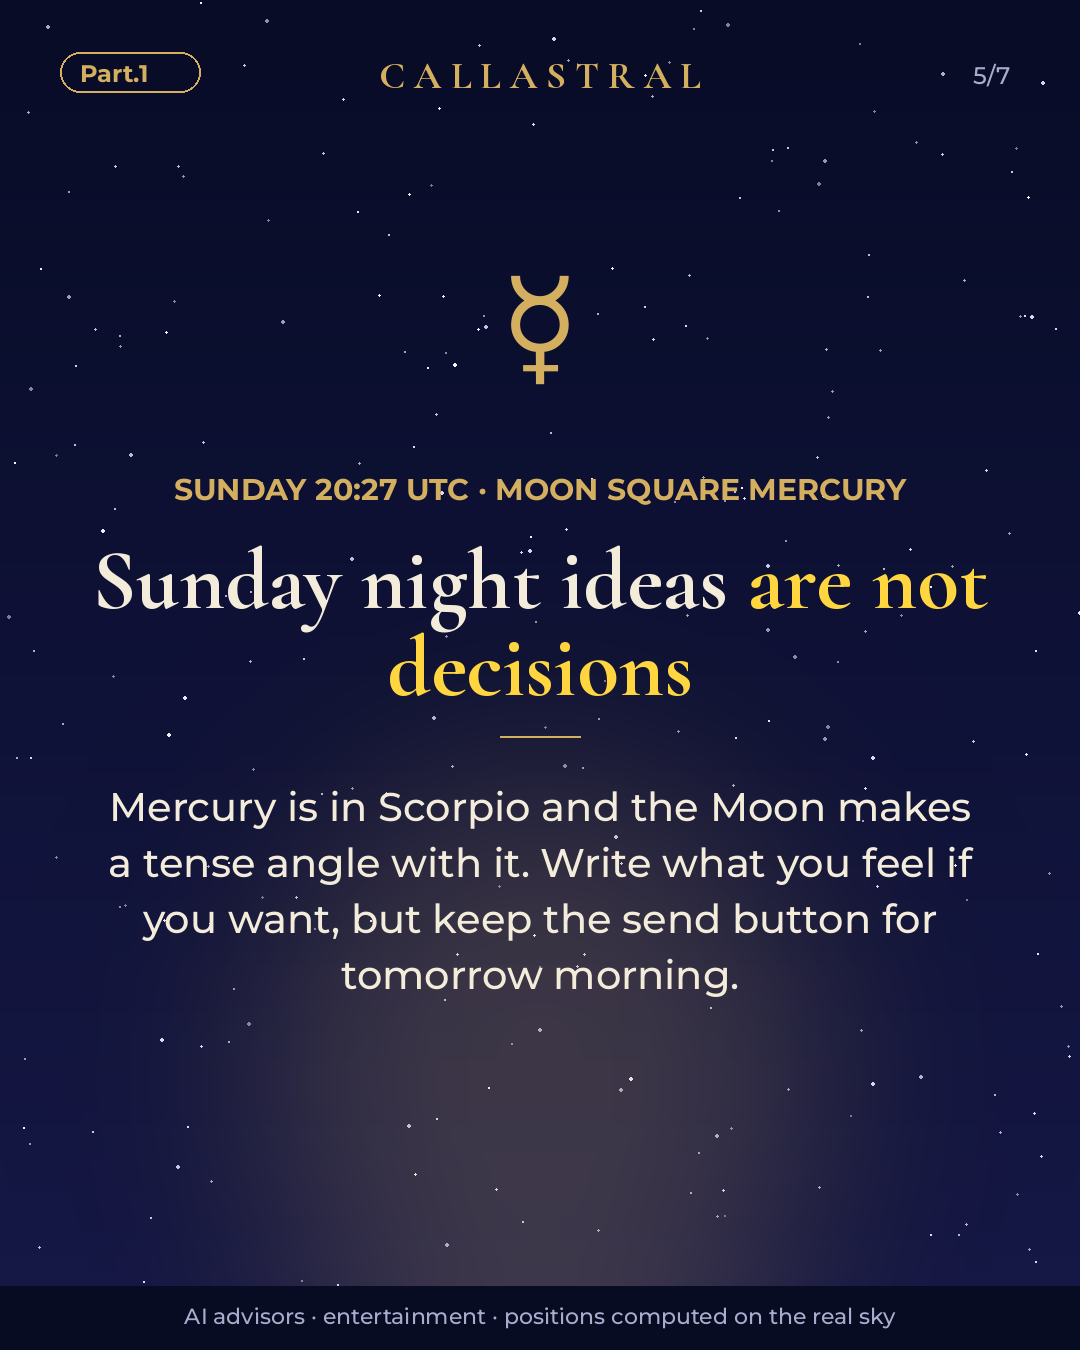 Part.1
CALLASTRAL
5/7
☿
SUNDAY 20:27 UTC · MOON SQUARE MERCURY
Sunday night ideas are not
decisions
Mercury is in Scorpio and the Moon makes
a tense angle with it. Write what you feel if
you want, but keep the send button for
tomorrow morning.
AI advisors · entertainment · positions computed on the real sky